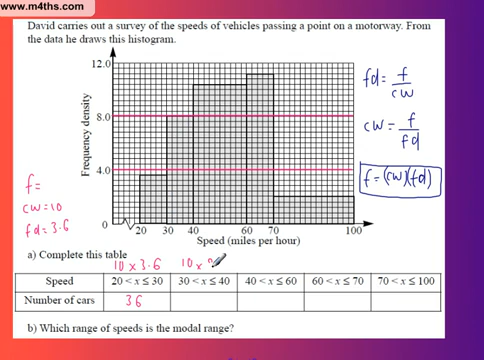 www.m4ths.com
David carries out a survey of the speeds of vehicles passing a point on a motorway. From
the data he draws this histogram.
12.0
8.0
4.0
0
Frequency density
20 30 40 60 70 100
Speed (miles per hour)
fd = f/cw
cw = f/fd
f = (cw)(fd)
f =
cw = 10
fd = 3.6
a) Complete this table
10 x 3.6 10 x
Speed 20 < x ≤ 30 30 < x ≤ 40 40 < x ≤ 60 60 < x ≤ 70 70 < x ≤ 100
Number of cars 36
b) Which range of speeds is the modal range?